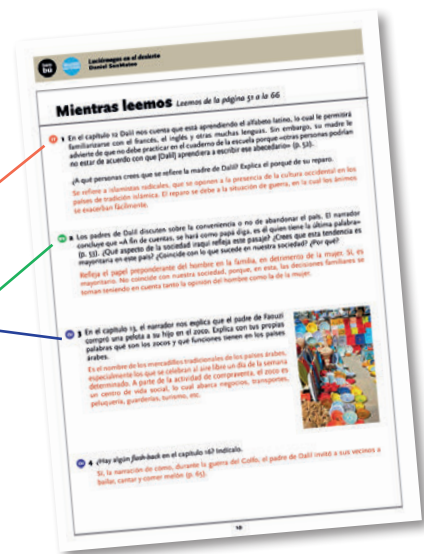 Luciérnagas en el desierto
Daniel SanMateo
Mientras leemos Leemos de la página 51 a la 66
1 En el capítulo 12 Dalil nos cuenta que está aprendiendo el alfabeto latino, lo cual le permitirá
familiarizarse con el francés, el inglés y otras muchas lenguas. Sin embargo, su madre le
advierte de que no debe practicar en el cuaderno de la escuela porque «otras personas podrían
no estar de acuerdo con que [Dalil] aprendiera a escribir ese abecedario» (p. 52).
¿A qué personas crees que se refiere la madre de Dalil? Explica el porqué de su reparo.
Se refiere a islamistas radicales, que se oponen a la presencia de la cultura occidental en los
países de tradición islámica. El reparo se debe a la situación de guerra, en la cual los ánimos
se exacerban fácilmente.
2 Los padres de Dalil discuten sobre la conveniencia o no de abandonar el país. El narrador
concluye que «A fin de cuentas, se hará como papá diga, es él quien tiene la última palabra»
(p. 53). ¿Qué aspecto de la sociedad iraquí refleja este pasaje? ¿Crees que esta tendencia es
mayoritaria en este país? ¿Coincide con lo que sucede en nuestra sociedad? ¿Por qué?
Refleja el papel preponderante del hombre en la familia, en detrimento de la mujer. Sí, es
mayoritario. No coincide con nuestra sociedad, porque, en esta, las decisiones familiares se
toman teniendo en cuenta tanto la opinión del hombre como la de la mujer.
3 En el capítulo 13, el narrador nos explica que el padre de Faouzi
compró una pelota a su hijo en el zoco. Explica con tus propias
palabras qué son los zocos y qué funciones tienen en los países
árabes.
Es el nombre de los mercadillos tradicionales de los países árabes,
especialmente los que se celebran al aire libre un día de la semana
determinado. A parte de la actividad de compraventa, el zoco es
un centro de vida social, lo cual abarca negocios, transportes,
peluquería, guarderías, turismo, etc.
4 ¿Hay algún flash-back en el capítulo 16? Indícalo.
Sí, la narración de como, durante la guerra del Golfo, el padre de Dalil invitó a sus vecinos a
bailar, cantar y comer melón (p. 65).